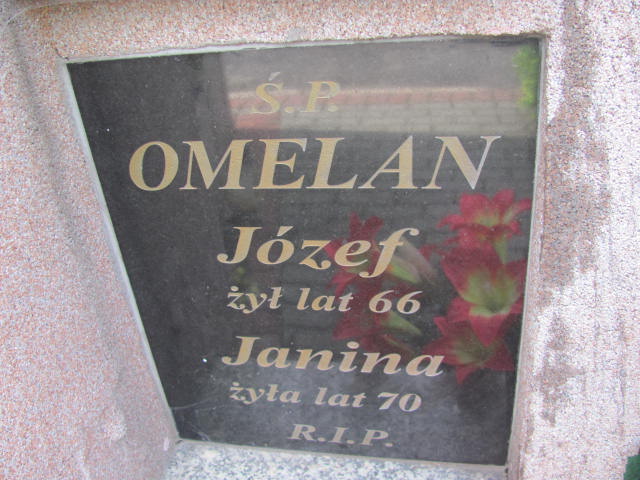 Ś.P.
OMELAN
Józef
żył lat 66
Janina
żyła lat 70
R.I.P.